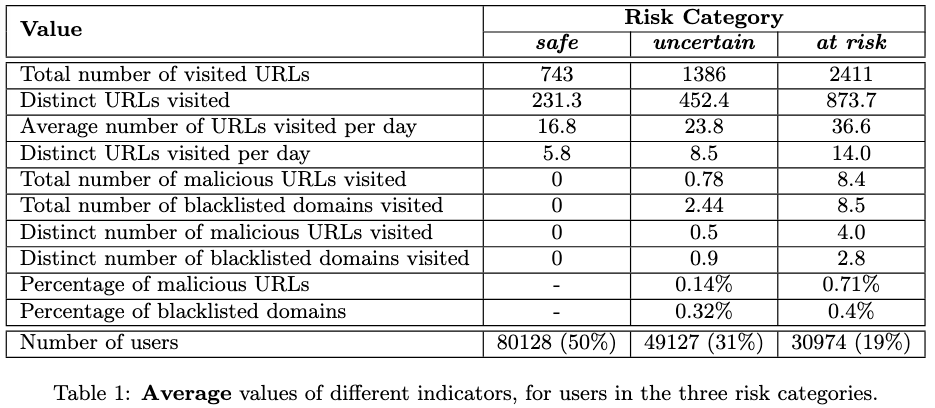 Value Risk Category
safe uncertain at risk
Total number of visited URLs 743 1386 2411
Distinct URLs visited 231.3 452.4 873.7
Average number of URLs visited per day 16.8 23.8 36.6
Distinct URLs visited per day 5.8 8.5 14.0
Total number of malicious URLs visited 0 0.78 8.4
Total number of blacklisted domains visited 0 2.44 8.5
Distinct number of malicious URLs visited 0 0.5 4.0
Distinct number of blacklisted domains visited 0 0.9 2.8
Percentage of malicious URLs - 0.14% 0.71%
Percentage of blacklisted domains - 0.32% 0.4%
Number of users 80128 (50%) 49127 (31%) 30974 (19%)
Table 1: Average values of different indicators, for users in the three risk categories.